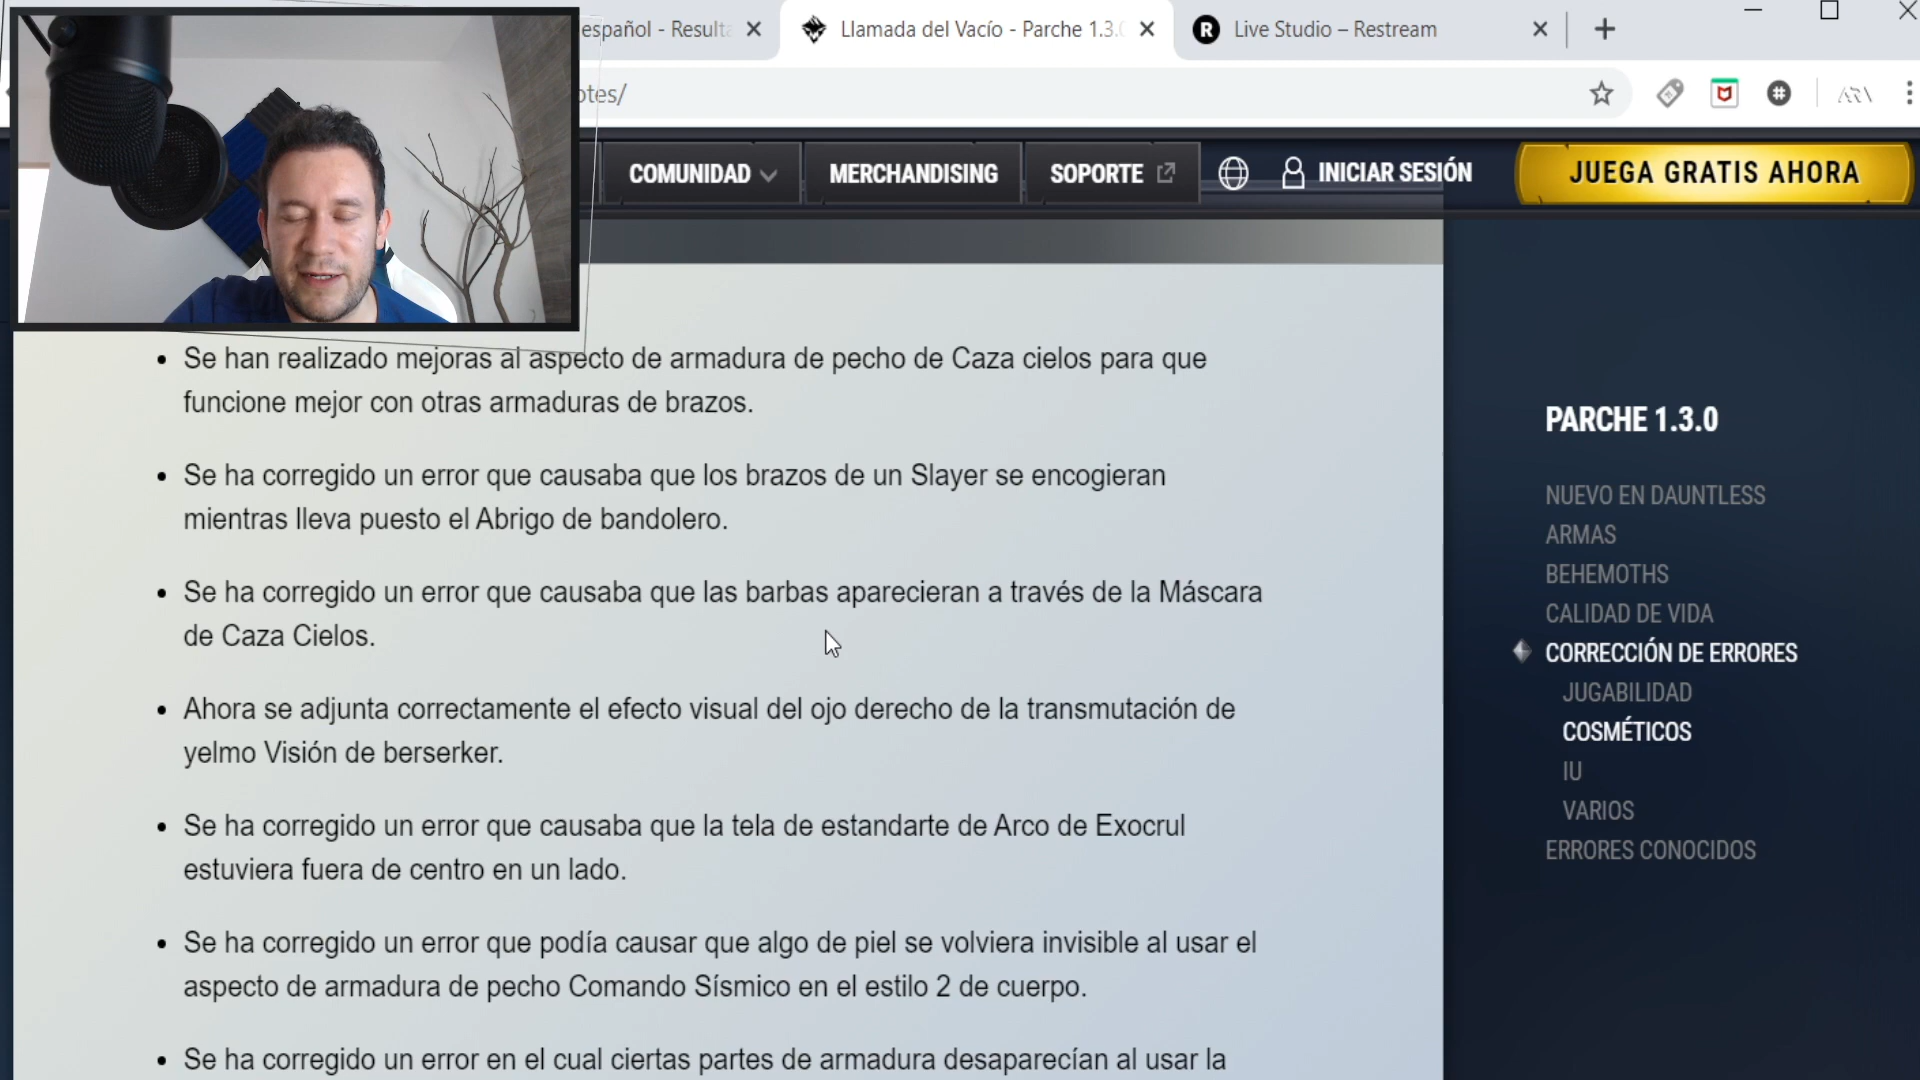 español - Resulta
Llamada del Vacío - Parche 1.3.0
Live Studio – Restream
otes/
COMUNIDAD
MERCHANDISING
SOPORTE
INICIAR SESIÓN
JUEGA GRATIS AHORA
Se han realizado mejoras al aspecto de armadura de pecho de Caza cielos para que
funcione mejor con otras armaduras de brazos.
Se ha corregido un error que causaba que los brazos de un Slayer se encogieran
mientras lleva puesto el Abrigo de bandolero.
Se ha corregido un error que causaba que las barbas aparecieran a través de la Máscara
de Caza Cielos.
Ahora se adjunta correctamente el efecto visual del ojo derecho de la transmutación de
yelmo Visión de berserker.
Se ha corregido un error que causaba que la tela de estandarte de Arco de Exocrul
estuviera fuera de centro en un lado.
Se ha corregido un error que podía causar que algo de piel se volviera invisible al usar el
aspecto de armadura de pecho Comando Sísmico en el estilo 2 de cuerpo.
Se ha corregido un error en el cual ciertas partes de armadura desaparecían al usar la
PARCHE 1.3.0
NUEVO EN DAUNTLESS
ARMAS
BEHEMOTHS
CALIDAD DE VIDA
CORRECCIÓN DE ERRORES
JUGABILIDAD
COSMÉTICOS
IU
VARIOS
ERRORES CONOCIDOS